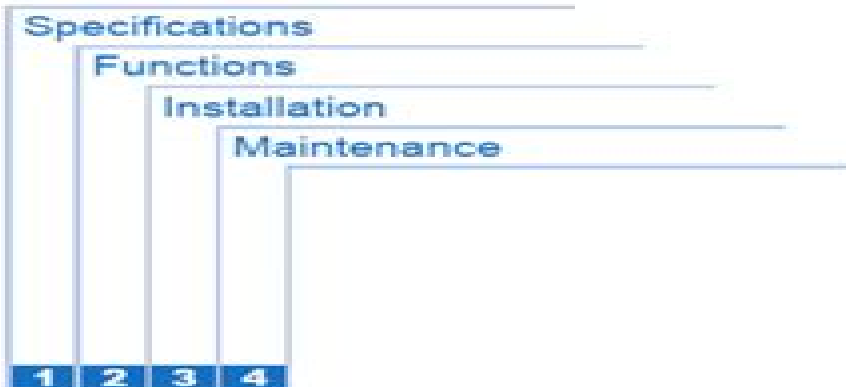 Specifications
Functions
Installation
Maintenance
1 2 3 4